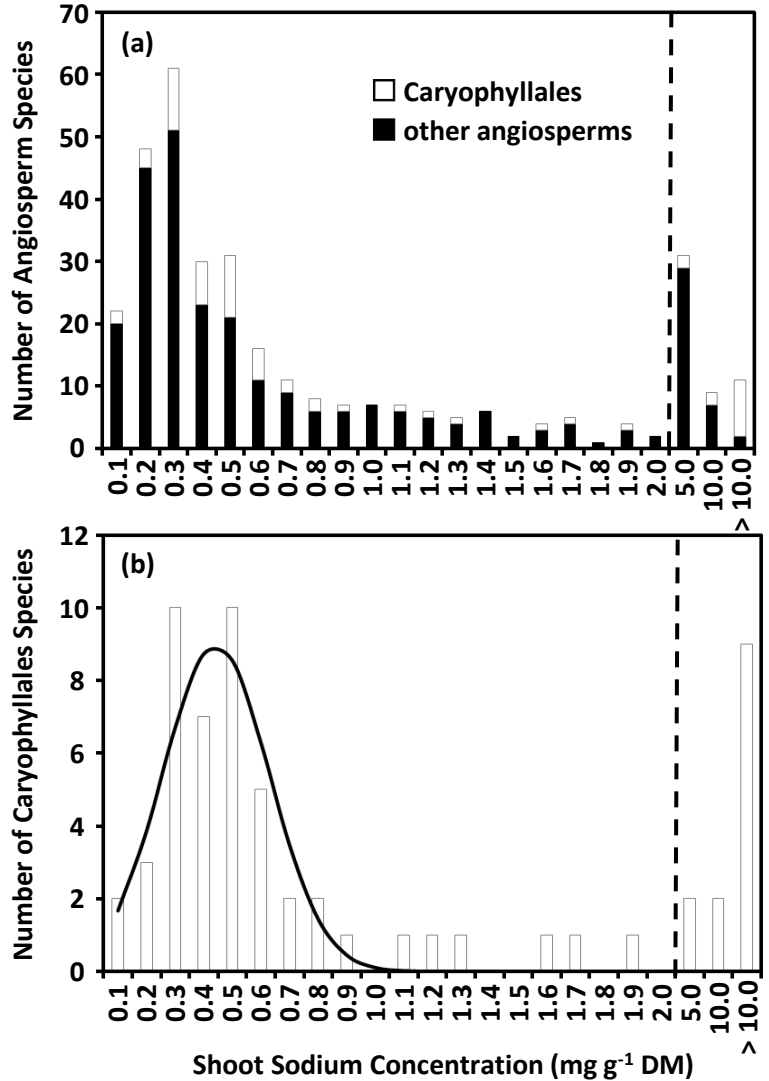 70
60
50
40
30
20
10
0
Number of Angiosperm Species
(a)
Caryophyllales
other angiosperms
0.1 0.2 0.3 0.4 0.5 0.6 0.7 0.8 0.9 1.0 1.1 1.2 1.3 1.4 1.5 1.6 1.7 1.8 1.9 2.0 5.0 10.0 > 10.0
12
10
8
6
4
2
0
Number of Caryophyllales Species
(b)
0.1 0.2 0.3 0.4 0.5 0.6 0.7 0.8 0.9 1.0 1.1 1.2 1.3 1.4 1.5 1.6 1.7 1.8 1.9 2.0 5.0 10.0 > 10.0
Shoot Sodium Concentration (mg g⁻¹ DM)